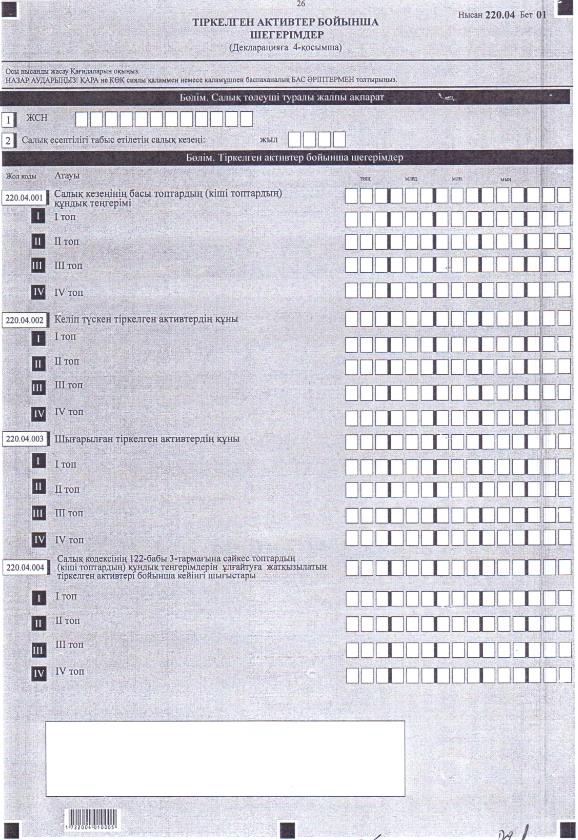 26
Нысан 220.04 Бет 01
ТІРКЕЛГЕН АКТИВТЕР БОЙЫНША
ШЕГЕРІМДЕР
(Декларацияға 4-қосымша)
Осы нысанды жасау Қағидаларын оқыңыз.
НАЗАР АУДАРЫҢЫЗ! ҚАРА не КӨК сиялы қаламмен немесе қаламұшпен баспаханалық БАС ӘРІПТЕРМЕН толтырыңыз.
Бөлім. Салық төлеуші туралы жалпы ақпарат
1 ЖСН
2 Салық есептілігі табыс етілетін салық кезеңі: жыл
Бөлім. Тіркелген активтер бойынша шегерімдер
Жол коды Атауы трлн млрд млн мың
220.04.001 Салық кезеңінің басы топтардың (кіші топтардың)
құндық теңгерімі
I I топ
II II топ
III III топ
IV IV топ
220.04.002 Келіп түскен тіркелген активтердің құны
I I топ
II II топ
III III топ
IV IV топ
220.04.003 Шығарылған тіркелген активтердің құны
I I топ
II II топ
III III топ
IV IV топ
220.04.004 Салық кодексінің 122-бабы 3-тармағына сәйкес топтардың
(кіші топтардың) құндық теңгерімдерін ұлғайтуға жатқызылатын
тіркелген активтері бойынша кейінгі шығыстары
I I топ
II II топ
III III топ
IV IV топ